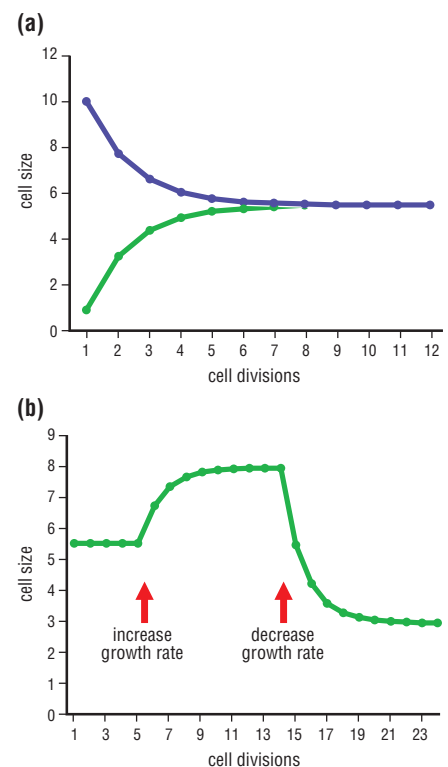 (a)
12
10
8
6
4
2
0
cell size
1 2 3 4 5 6 7 8 9 10 11 12
cell divisions
(b)
9
8
7
6
5
4
3
2
1
0
cell size
increase
growth rate
decrease
growth rate
1 3 5 7 9 11 13 15 17 19 21 23
cell divisions